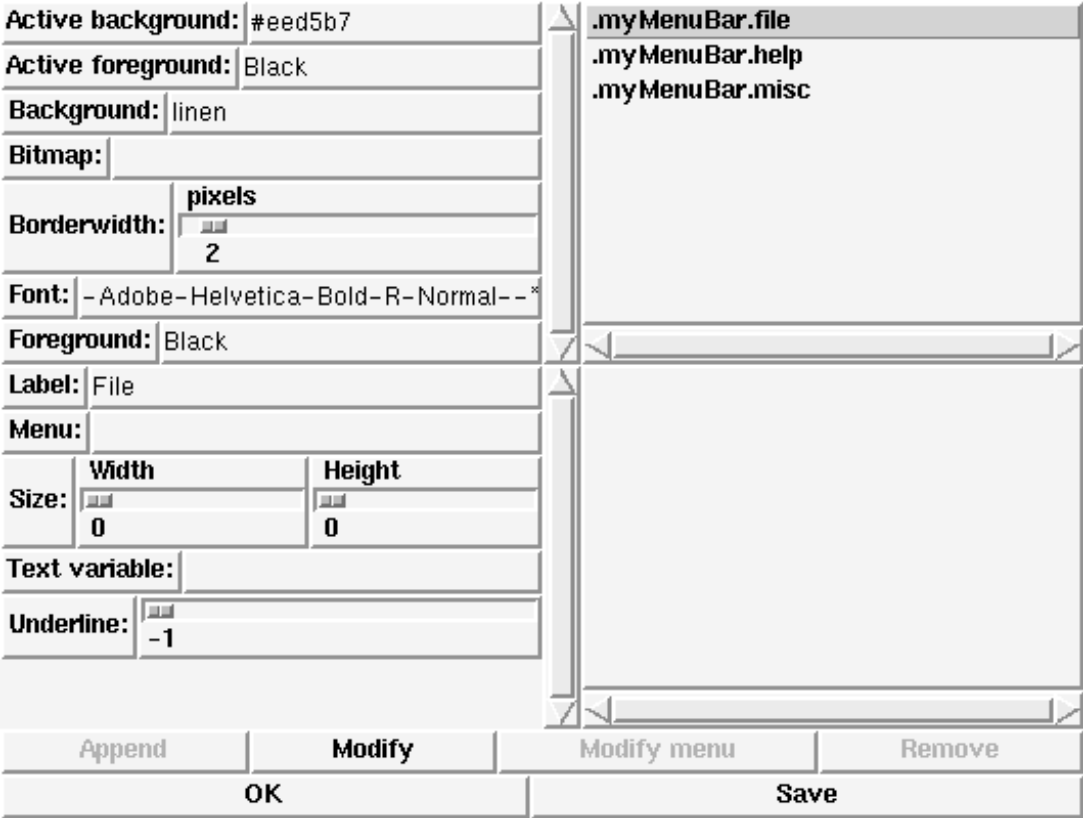 Active background: #eed5b7
Active foreground: Black
Background: linen
Bitmap:
pixels
Borderwidth:
2
Font: -Adobe-Helvetica-Bold-R-Normal--*
Foreground: Black
Label: File
Menu:
Width Height
Size:
0 0
Text variable:
Underline:
-1
.myMenuBar.file
.myMenuBar.help
.myMenuBar.misc
Append Modify Modify menu Remove
OK Save